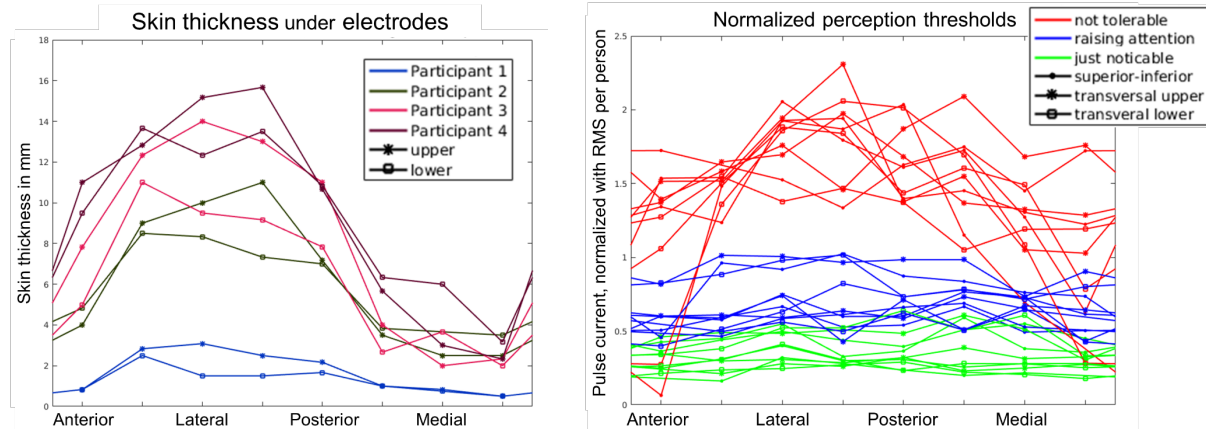 Skin thickness under electrodes
18
16
14
12
10
8
6
4
2
0
Skin thickness in mm
Participant 1
Participant 2
Participant 3
Participant 4
upper
lower
Anterior Lateral Posterior Medial
Normalized perception thresholds
2.5
2
1.5
1
0.5
0
Pulse current, normalized with RMS per person
not tolerable
raising attention
just noticable
superior-inferior
transversal upper
transveral lower
Anterior Lateral Posterior Medial